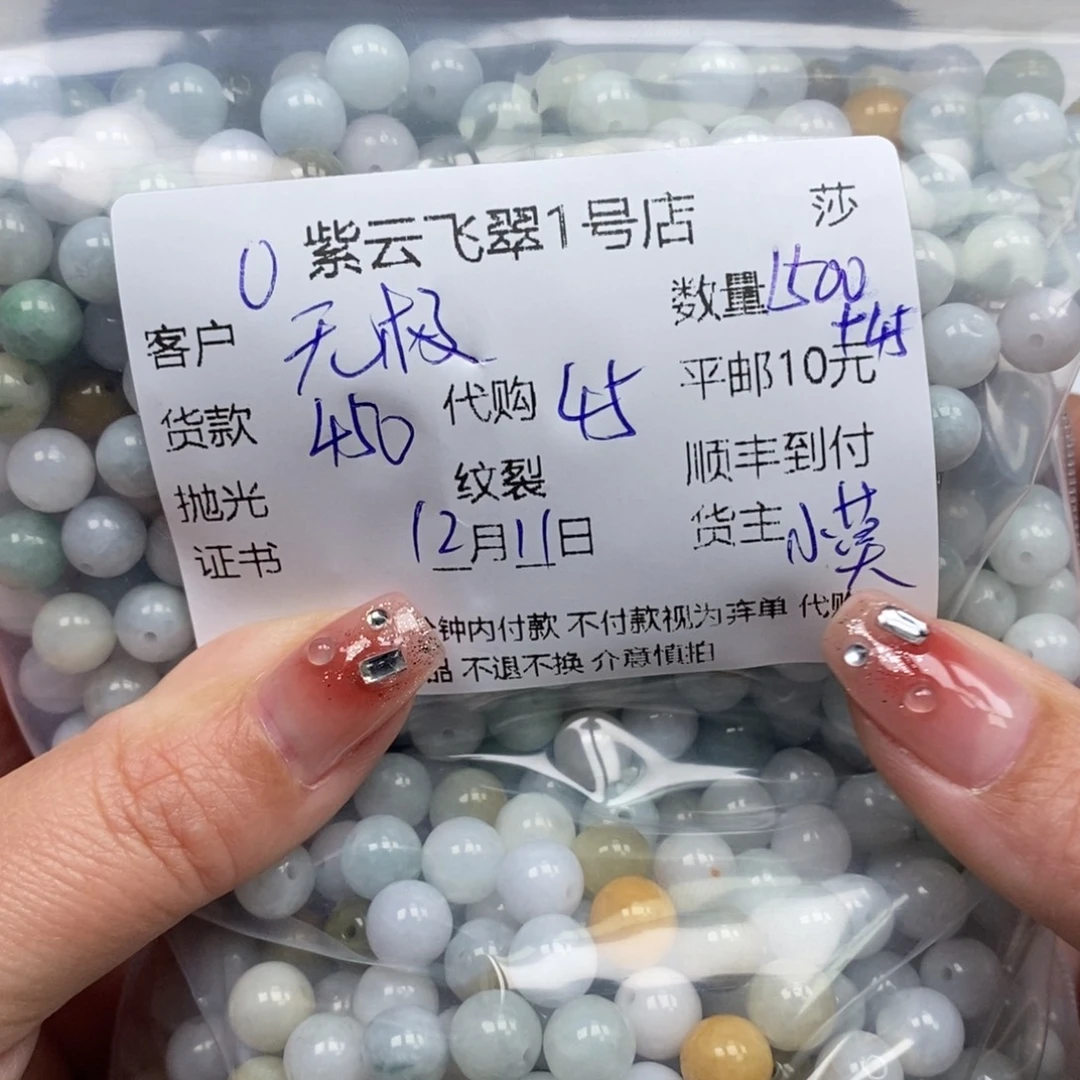 紫云飞翠1号店 莎
0
客户 无极 数量1500
+45
货款 450 代购 45 平邮10元
抛光 纹裂 顺丰到付
证书 12月11日 货主小英
钟内付款 不付款视为弃单 代购
品 不退不换 介意慎拍